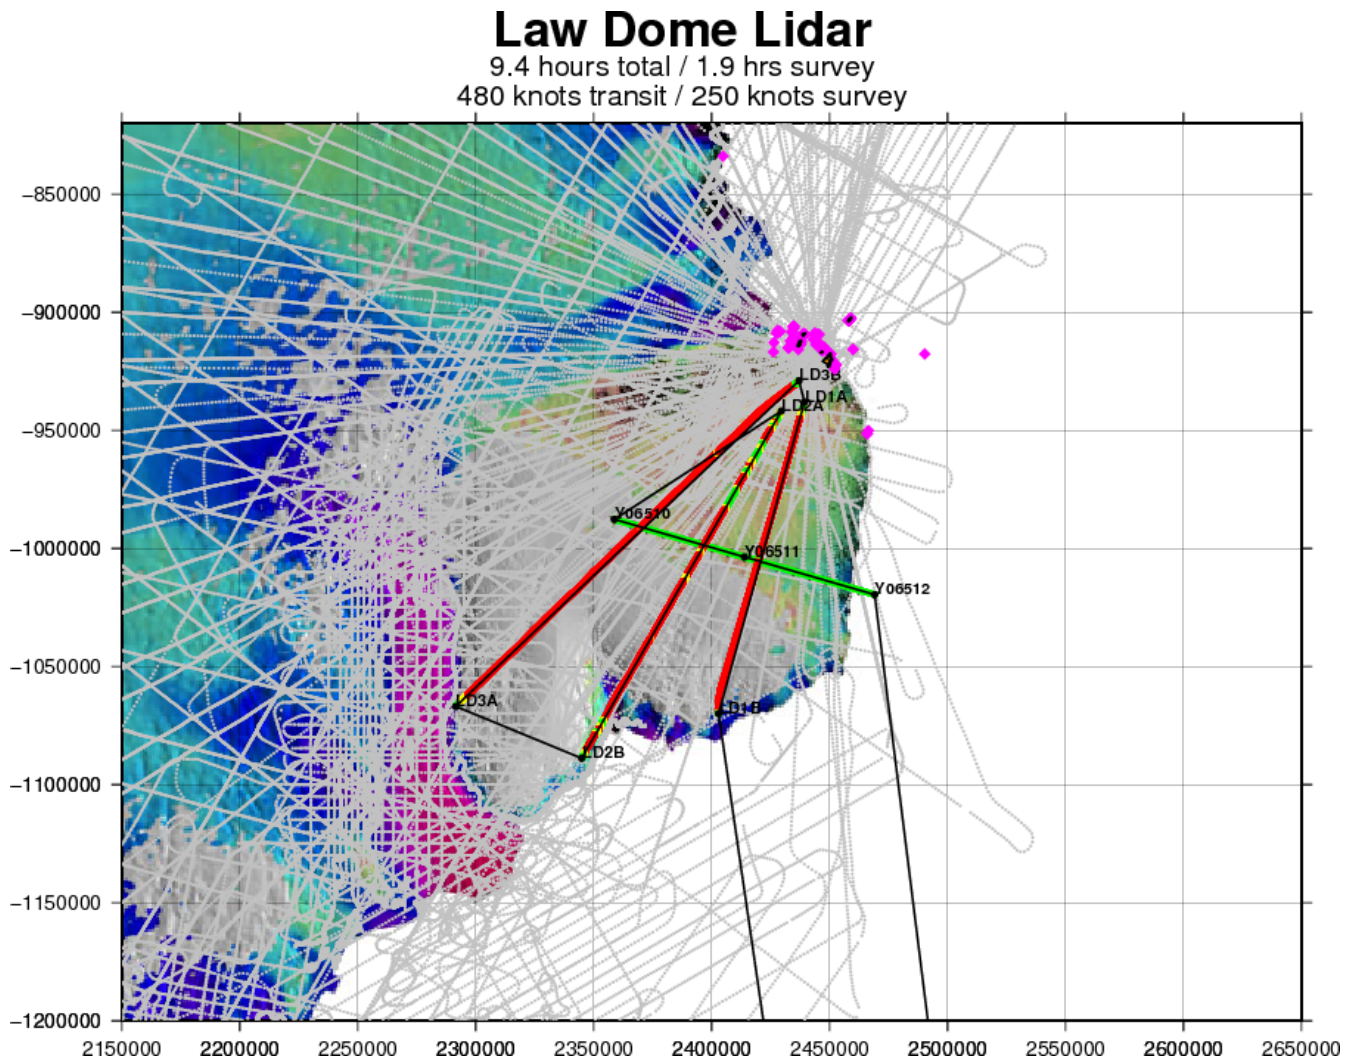 Law Dome Lidar
9.4 hours total / 1.9 hrs survey
480 knots transit / 250 knots survey
−850000
−900000
−950000
−1000000
−1050000
−1100000
−1150000
−1200000
LD3B
LD1A
LD2A
Y06510
Y06511
Y06512
LD3A
LD1B
LD2B
2150000 2200000 2250000 2300000 2350000 2400000 2450000 2500000 2550000 2600000 2650000